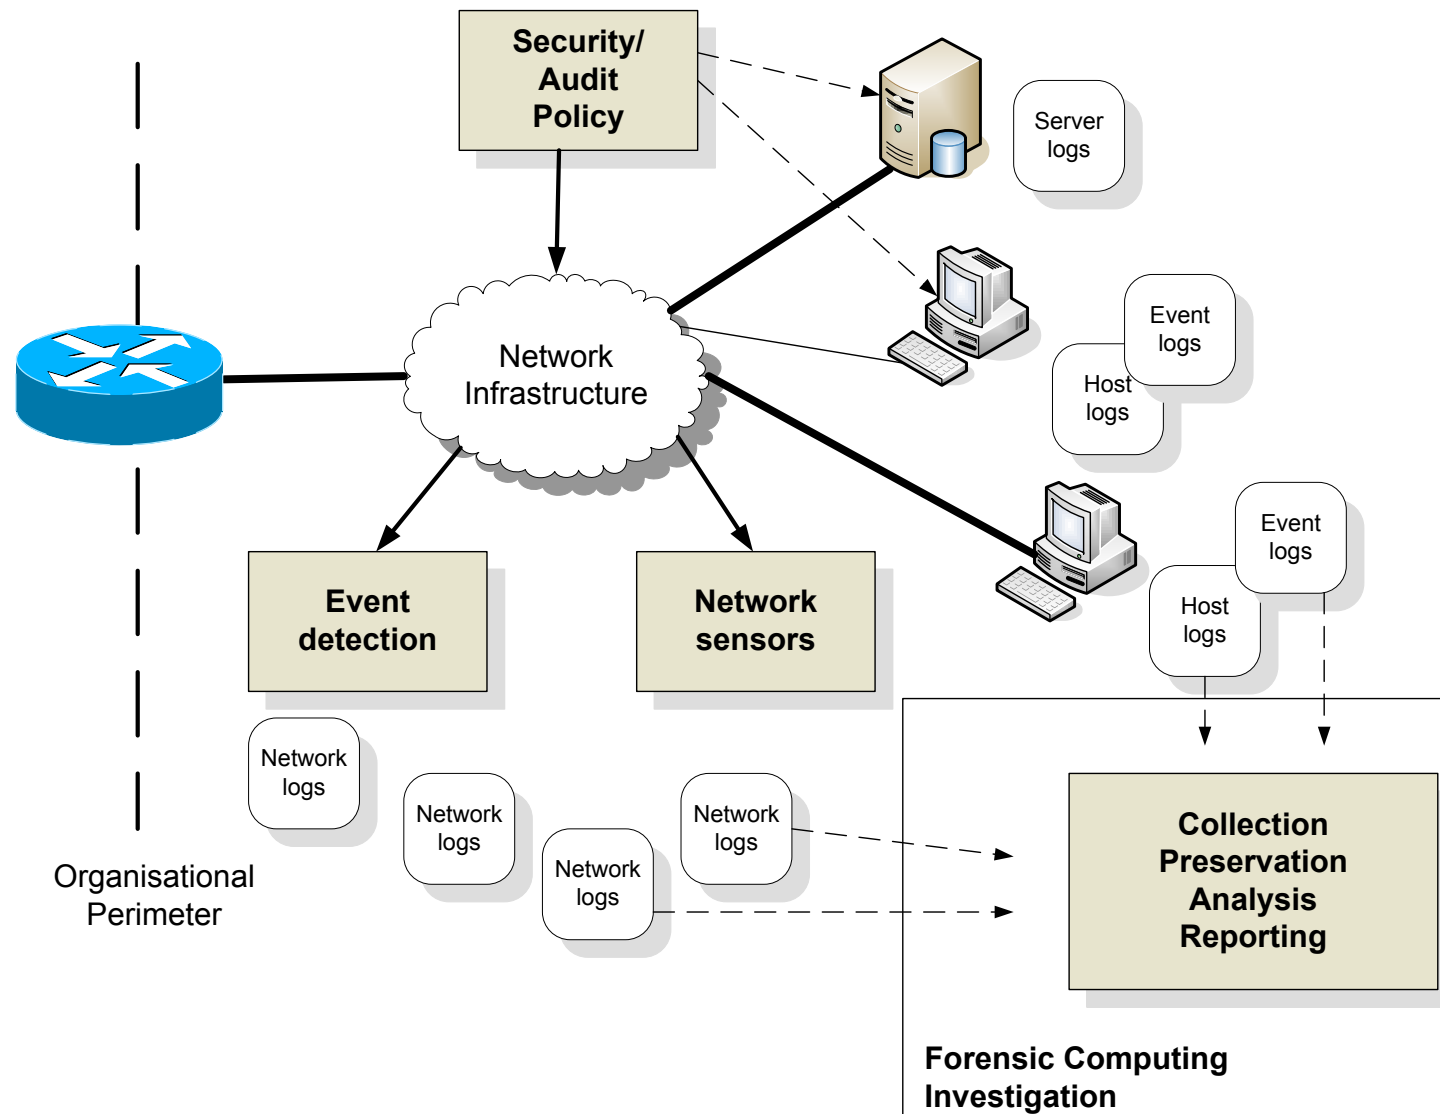 Security/
Audit
Policy
Server
logs
Event
logs
Host
logs
Network
Infrastructure
Event
logs
Host
logs
Event
detection
Network
sensors
Network
logs
Network
logs
Network
logs
Network
logs
Organisational
Perimeter
Collection
Preservation
Analysis
Reporting
Forensic Computing
Investigation